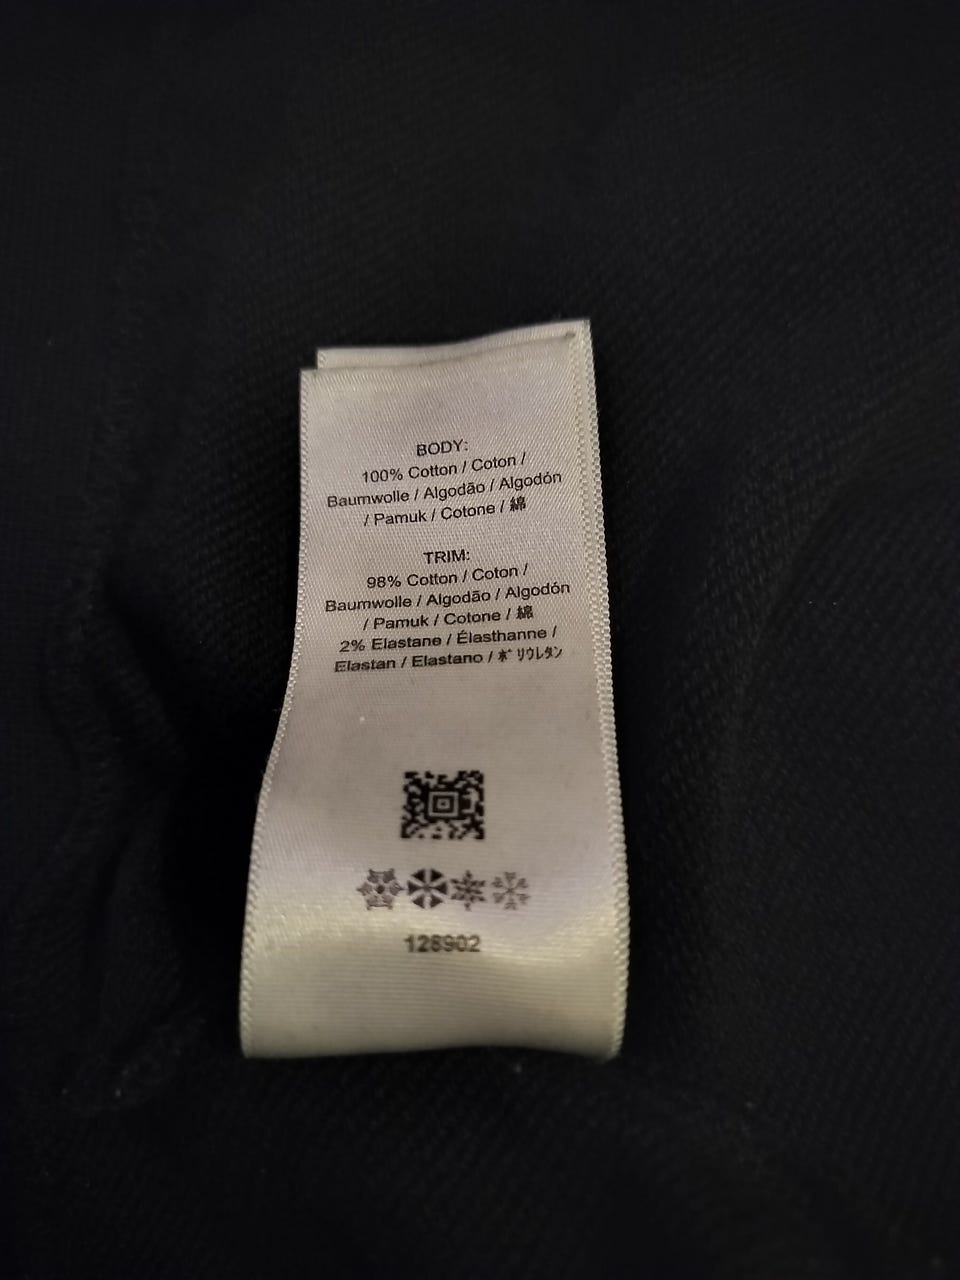 BODY:
100% Cotton / Coton /
Baumwolle / Algodão / Algodón
/ Pamuk / Cotone / 綿
TRIM:
98% Cotton / Coton /
Baumwolle / Algodão / Algodón
/ Pamuk / Cotone / 綿
2% Elastane / Élasthanne /
Elastan / Elastano / ポリウレタン
128902